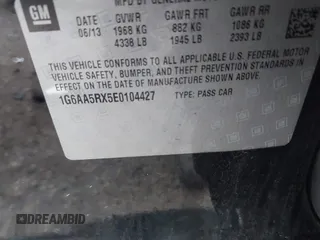 GM
DATE GVWR GAWR FRT GAWR RR
06/13 1968 KG 882 KG 1086 KG
4338 LB 1945 LB 2393 LB
THIS VEHICLE CONFORMS TO ALL APPLICABLE U.S. FEDERAL MOTOR
VEHICLE SAFETY, BUMPER, AND THEFT PREVENTION STANDARDS IN
EFFECT ON THE DATE OF MANUFACTURE SHOWN ABOVE.
1G6AA5RX5E0104427 TYPE: PASS CAR
DREAMBID